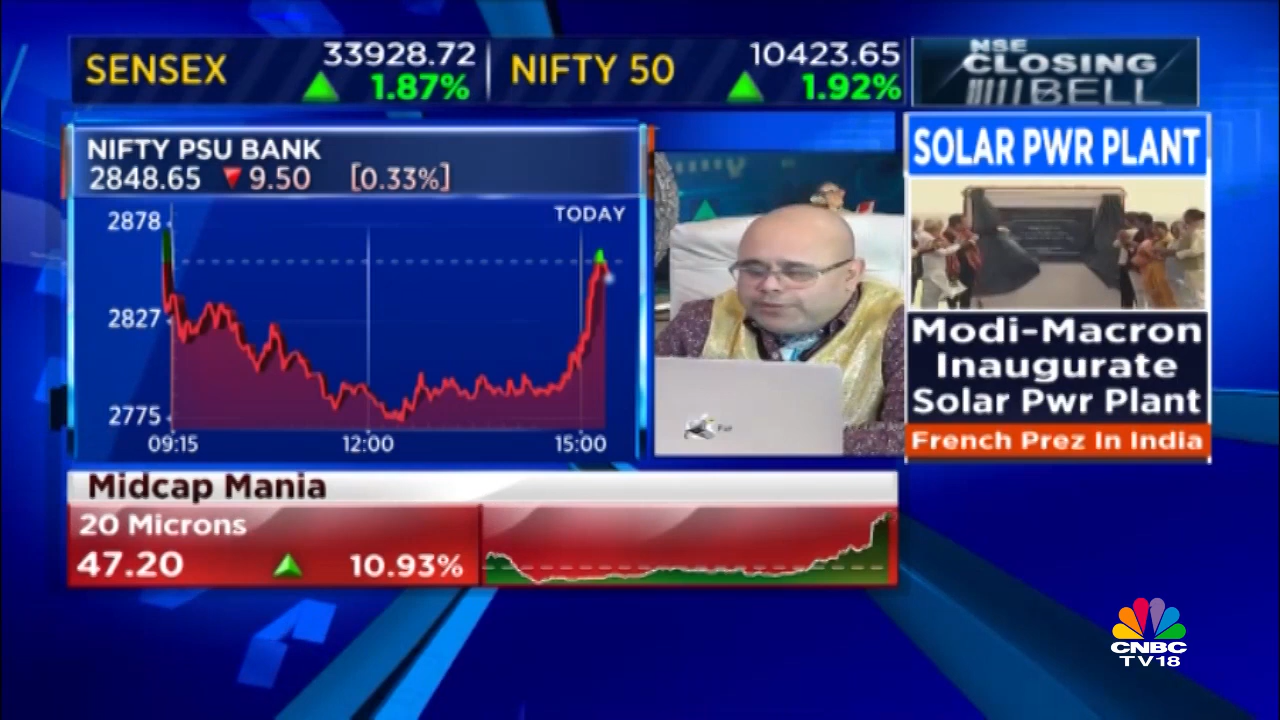 SENSEX
33928.72
1.87%
NIFTY 50
10423.65
1.92%
NSE
CLOSING
BELL
NIFTY PSU BANK
2848.65 9.50 [0.33%]
TODAY
2878
2827
2775
09:15 12:00 15:00
SOLAR PWR PLANT
Modi-Macron
Inaugurate
Solar Pwr Plant
French Prez In India
Midcap Mania
20 Microns
47.20 10.93%
CNBC
TV18